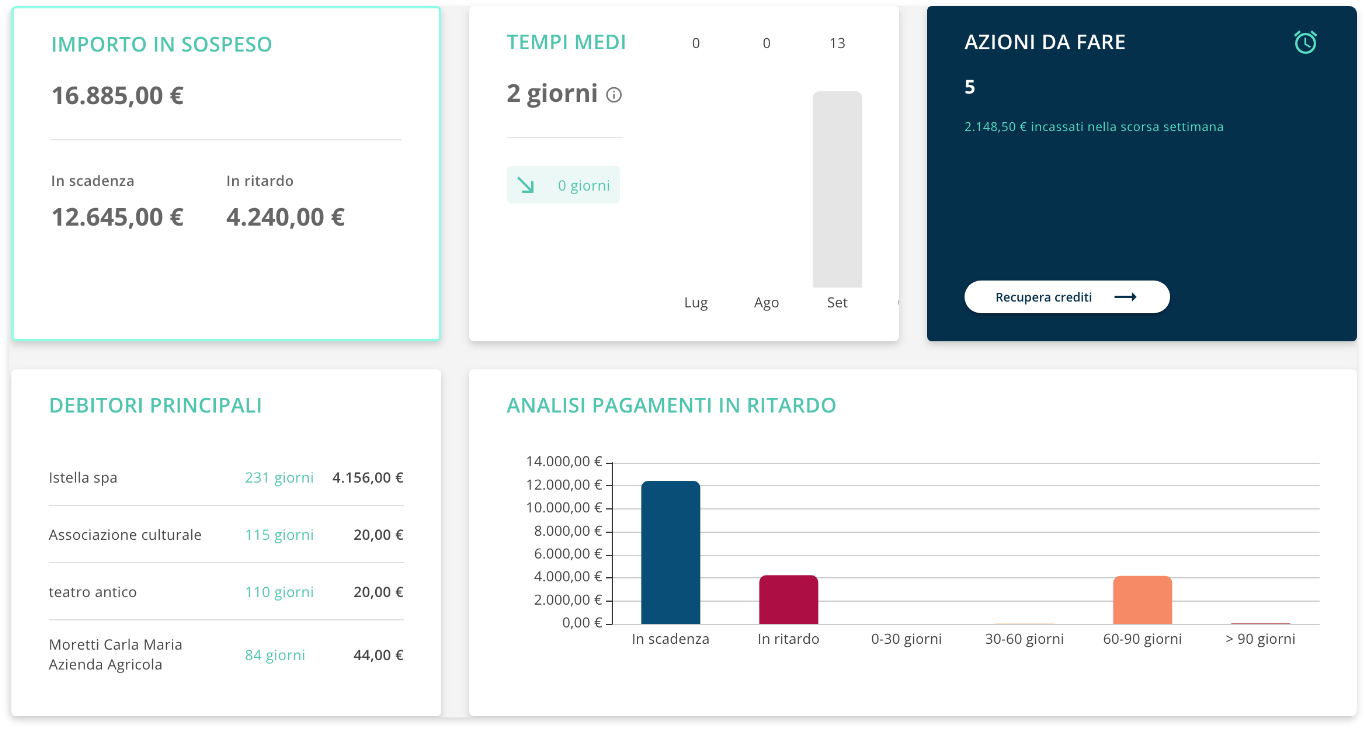 IMPORTO IN SOSPESO
16.885,00 €
In scadenza
In ritardo
12.645,00 €
4.240,00 €
TEMPI MEDI
2 giorni
0 giorni
0
0
13
Lug
Ago
Set
AZIONI DA FARE
5
2.148,50 € incassati nella scorsa settimana
Recupera crediti
DEBITORI PRINCIPALI
Istella spa 231 giorni 4.156,00 €
Associazione culturale 115 giorni 20,00 €
teatro antico 110 giorni 20,00 €
Moretti Carla Maria
Azienda Agricola
84 giorni 44,00 €
ANALISI PAGAMENTI IN RITARDO
14.000,00 €
12.000,00 €
10.000,00 €
8.000,00 €
6.000,00 €
4.000,00 €
2.000,00 €
0,00 €
In scadenza
In ritardo
0-30 giorni
30-60 giorni
60-90 giorni
> 90 giorni